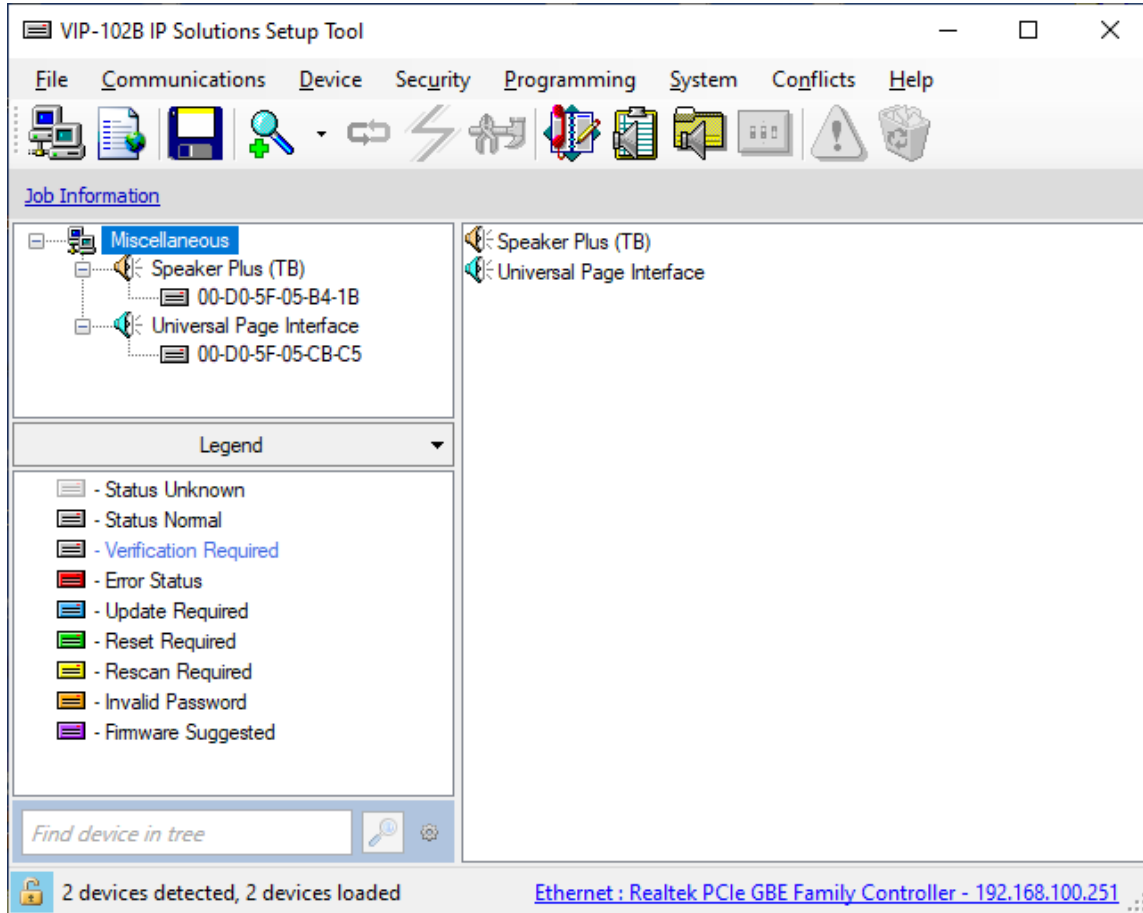 VIP-102B IP Solutions Setup Tool
File Communications Device Security Programming System Conflicts Help
Job Information
Miscellaneous
Speaker Plus (TB)
00-D0-5F-05-B4-1B
Universal Page Interface
00-D0-5F-05-CB-C5
Speaker Plus (TB)
Universal Page Interface
Legend
- Status Unknown
- Status Normal
- Verification Required
- Error Status
- Update Required
- Reset Required
- Rescan Required
- Invalid Password
- Firmware Suggested
Find device in tree
2 devices detected, 2 devices loaded
Ethernet : Realtek PCIe GBE Family Controller - 192.168.100.251